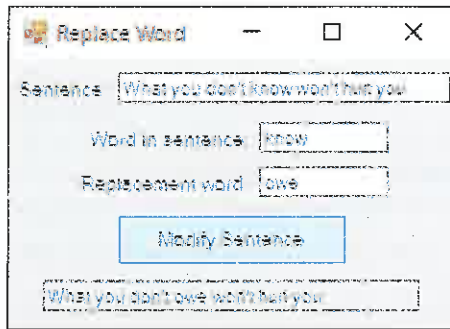 Replace Word
Sentence What you don't know won't hurt you
Word in sentence know
Replacement word owe
Modify Sentence
What you don't owe won't hurt you.